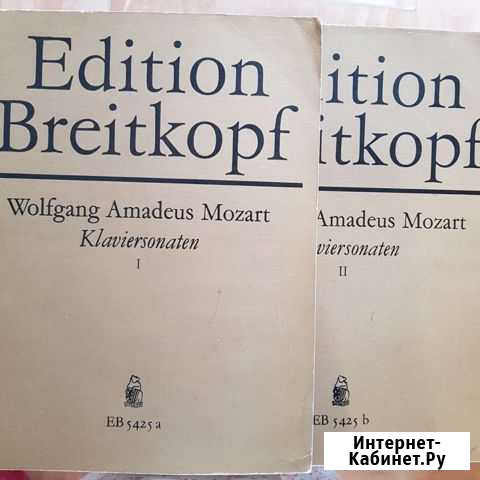 Edition
Breitkopf
Wolfgang Amadeus Mozart
Klaviersonaten
I
EB 5425 a
ition
itkopf
Amadeus Mozart
viersonaten
II
EB 5425 b
Интернет-
Кабинет.Ру